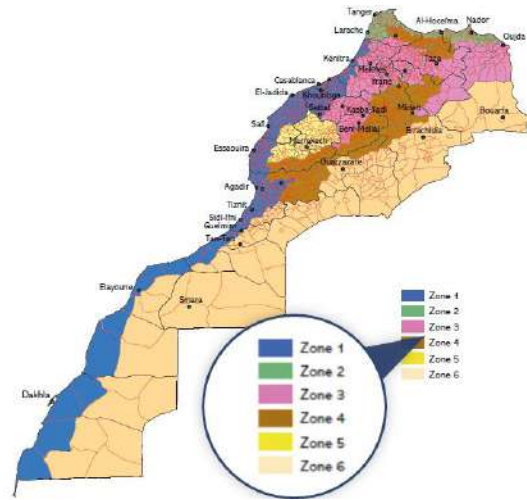 Tanger
Al-Hoceïma
Nador
Larache
Oujda
Kénitra
Taza
Meknès
Ifrane
Casablanca
Khouribga
El-Jadida
Settat
Kasba-Tadla
Midelt
Bouarfa
Safi
Beni-Mellal
Errachidia
Marrakech
Essaouira
Ouarzazate
Agadir
Tiznit
Sidi-Ifni
Guelmim
Tan-Tan
Elayoune
Smara
Dakhla
Zone 1
Zone 2
Zone 3
Zone 4
Zone 5
Zone 6
Zone 1
Zone 2
Zone 3
Zone 4
Zone 5
Zone 6